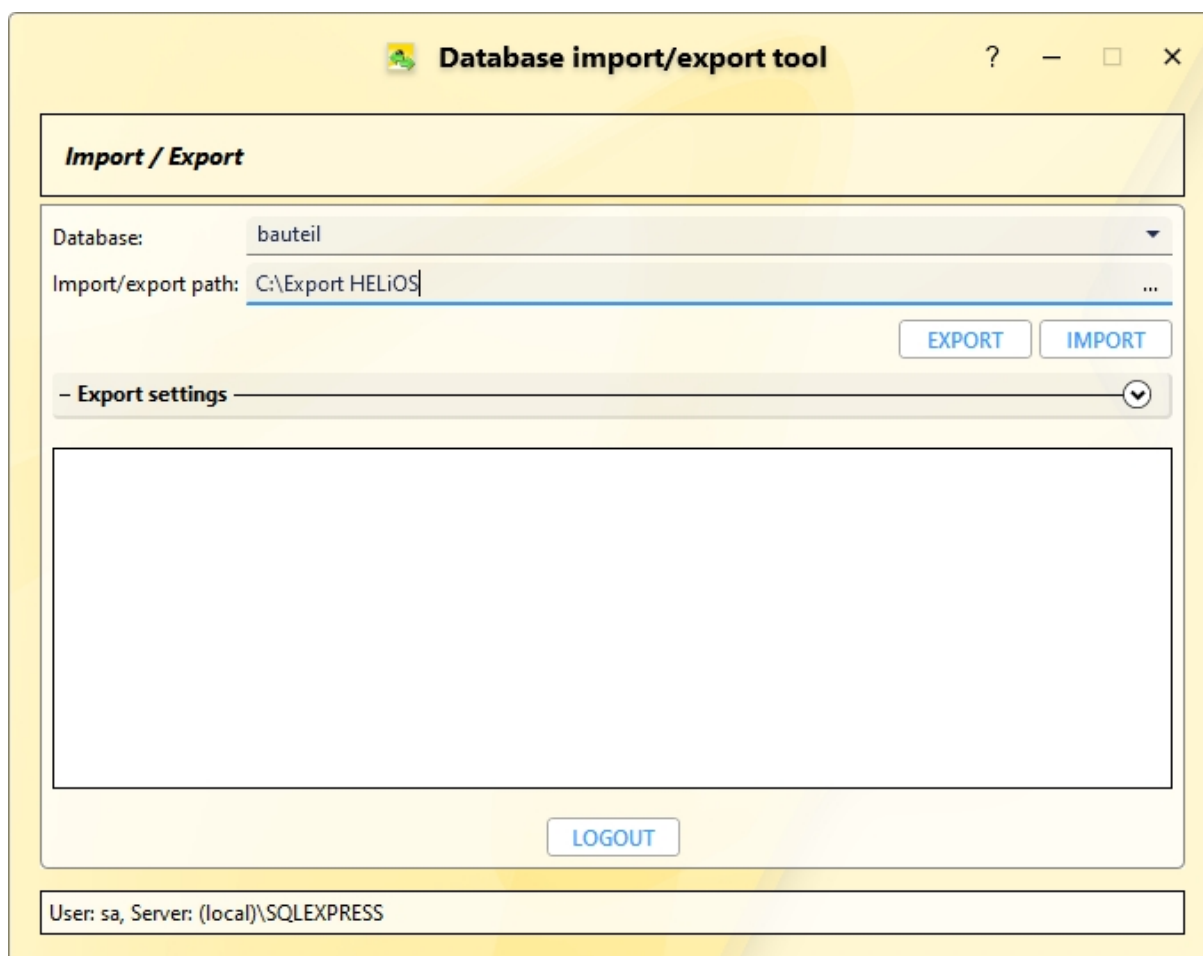 Database import/export tool
Import / Export
Database: bauteil
Import/export path: C:\Export HELiOS ...
EXPORT IMPORT
– Export settings
LOGOUT
User: sa, Server: (local)\SQLEXPRESS